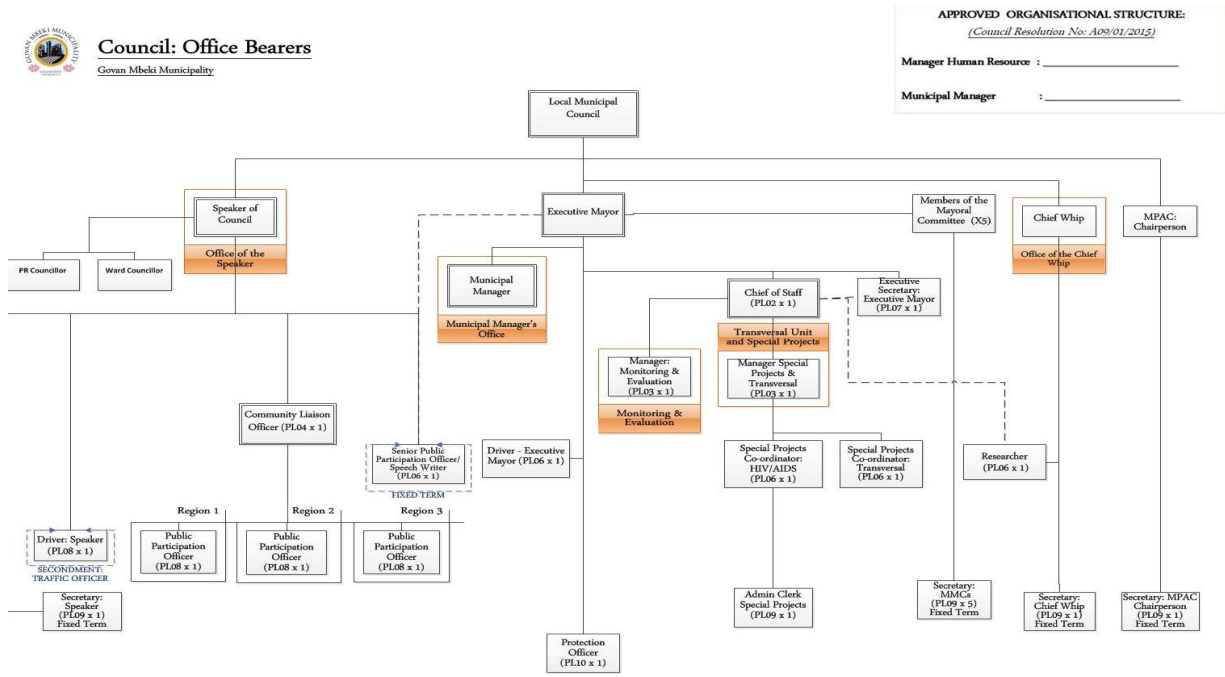 GOVAN MBEKI MUNICIPALITY
Council: Office Bearers
Govan Mbeki Municipality
APPROVED ORGANISATIONAL STRUCTURE:
(Council Resolution No: A09/01/2015)
Manager Human Resource : ____________________
Municipal Manager : ____________________
Local Municipal
Council
Speaker of
Council
Office of the
Speaker
PR Councillor
Ward Councillor
Executive Mayor
Members of the
Mayoral
Committee (X5)
Chief Whip
Office of the Chief
Whip
MPAC:
Chairperson
Municipal
Manager
Municipal Manager's
Office
Chief of Staff
(PL02 x 1)
Executive
Secretary:
Executive Mayor
(PL07 x 1)
Transversal Unit
and Special Projects
Manager:
Monitoring &
Evaluation
(PL03 x 1)
Monitoring &
Evaluation
Manager Special
Projects &
Transversal
(PL03 x 1)
Community Liaison
Officer (PL04 x 1)
Senior Public
Participation Officer/
Speech Writer
(PL06 x 1)
FIXED TERM
Driver - Executive
Mayor (PL06 x 1)
Special Projects
Co-ordinator:
HIV/AIDS
(PL06 x 1)
Special Projects
Co-ordinator:
Transversal
(PL06 x 1)
Researcher
(PL06 x 1)
Region 1
Region 2
Region 3
Driver: Speaker
(PL08 x 1)
SECONDMENT:
TRAFFIC OFFICER
Public
Participation
Officer
(PL08 x 1)
Public
Participation
Officer
(PL08 x 1)
Public
Participation
Officer
(PL08 x 1)
Secretary:
Speaker
(PL09 x 1)
Fixed Term
Admin Clerk
Special Projects
(PL09 x 1)
Secretary:
MMCs
(PL09 x 5)
Fixed Term
Secretary:
Chief Whip
(PL09 x 1)
Fixed Term
Secretary: MPAC
Chairperson
(PL09 x 1)
Fixed Term
Protection
Officer
(PL10 x 1)